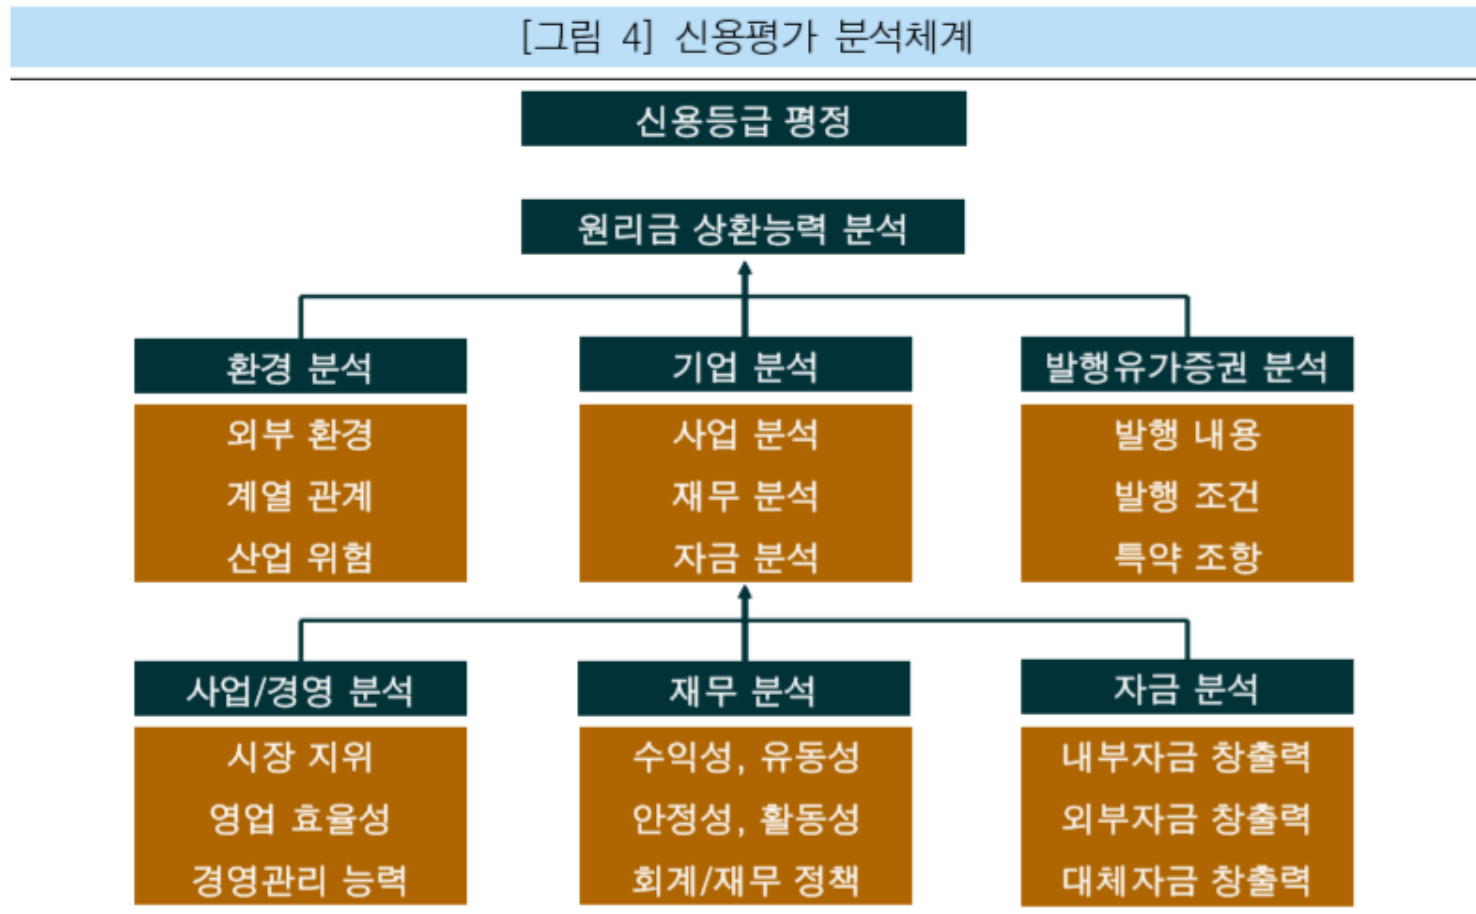 [그림 4] 신용평가 분석체계
신용등급 평정
원리금 상환능력 분석
환경 분석
외부 환경
계열 관계
산업 위험
기업 분석
사업 분석
재무 분석
자금 분석
발행유가증권 분석
발행 내용
발행 조건
특약 조항
사업/경영 분석
시장 지위
영업 효율성
경영관리 능력
재무 분석
수익성, 유동성
안정성, 활동성
회계/재무 정책
자금 분석
내부자금 창출력
외부자금 창출력
대체자금 창출력